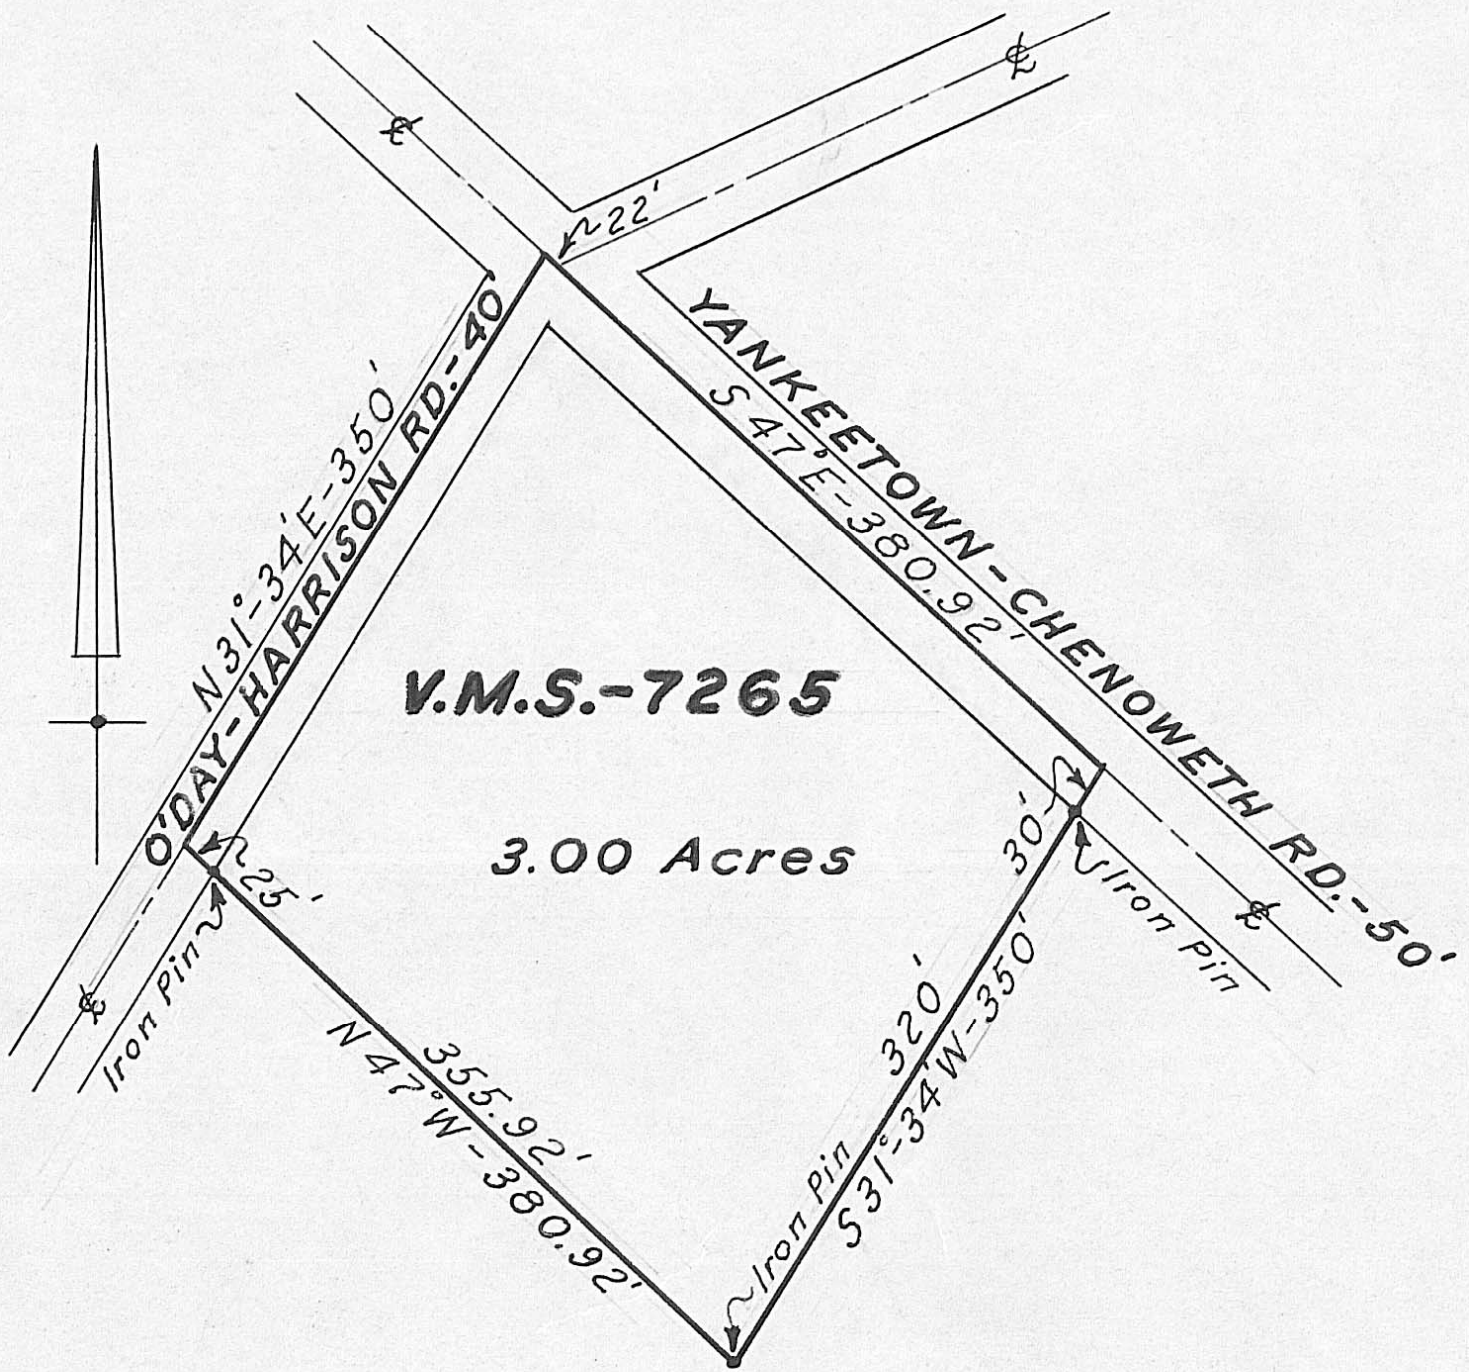 ℄
℄
22'
YANKEETOWN-CHENOWETH RD.-50'
S 47° E-380.92'
N 31°-34' E-350'
O'DAY-HARRISON RD.-40
V.M.S.-7265
3.00 Acres
30'
25'
Iron Pin
Iron Pin
℄
℄
320'
S 31°-34' W-350'
355.92'
N 47° W-380.92'
Iron Pin